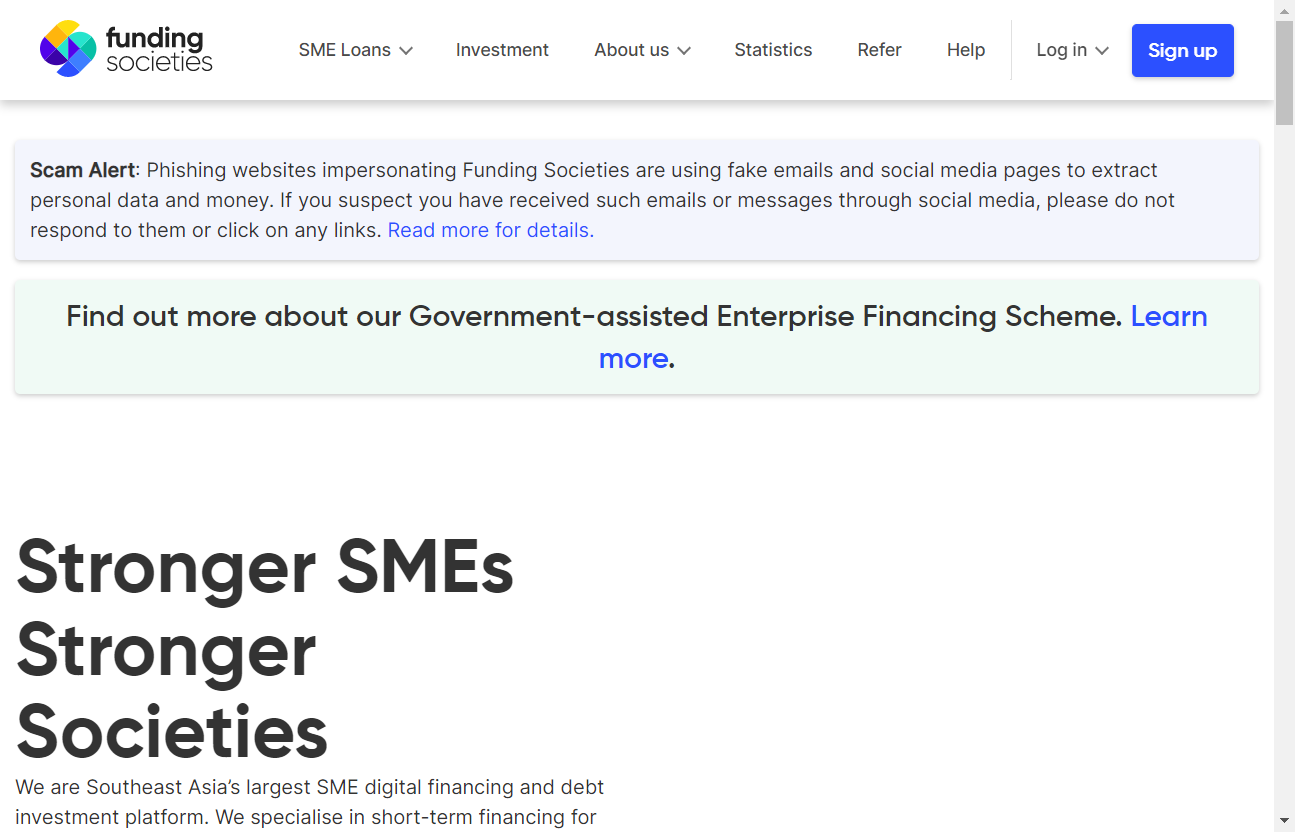 funding
societies
SME Loans
Investment
About us
Statistics
Refer
Help
Log in
Sign up
Scam Alert: Phishing websites impersonating Funding Societies are using fake emails and social media pages to extract
personal data and money. If you suspect you have received such emails or messages through social media, please do not
respond to them or click on any links. Read more for details.
Find out more about our Government-assisted Enterprise Financing Scheme. Learn
more.
Stronger SMEs
Stronger
Societies
We are Southeast Asia’s largest SME digital financing and debt
investment platform. We specialise in short-term financing for